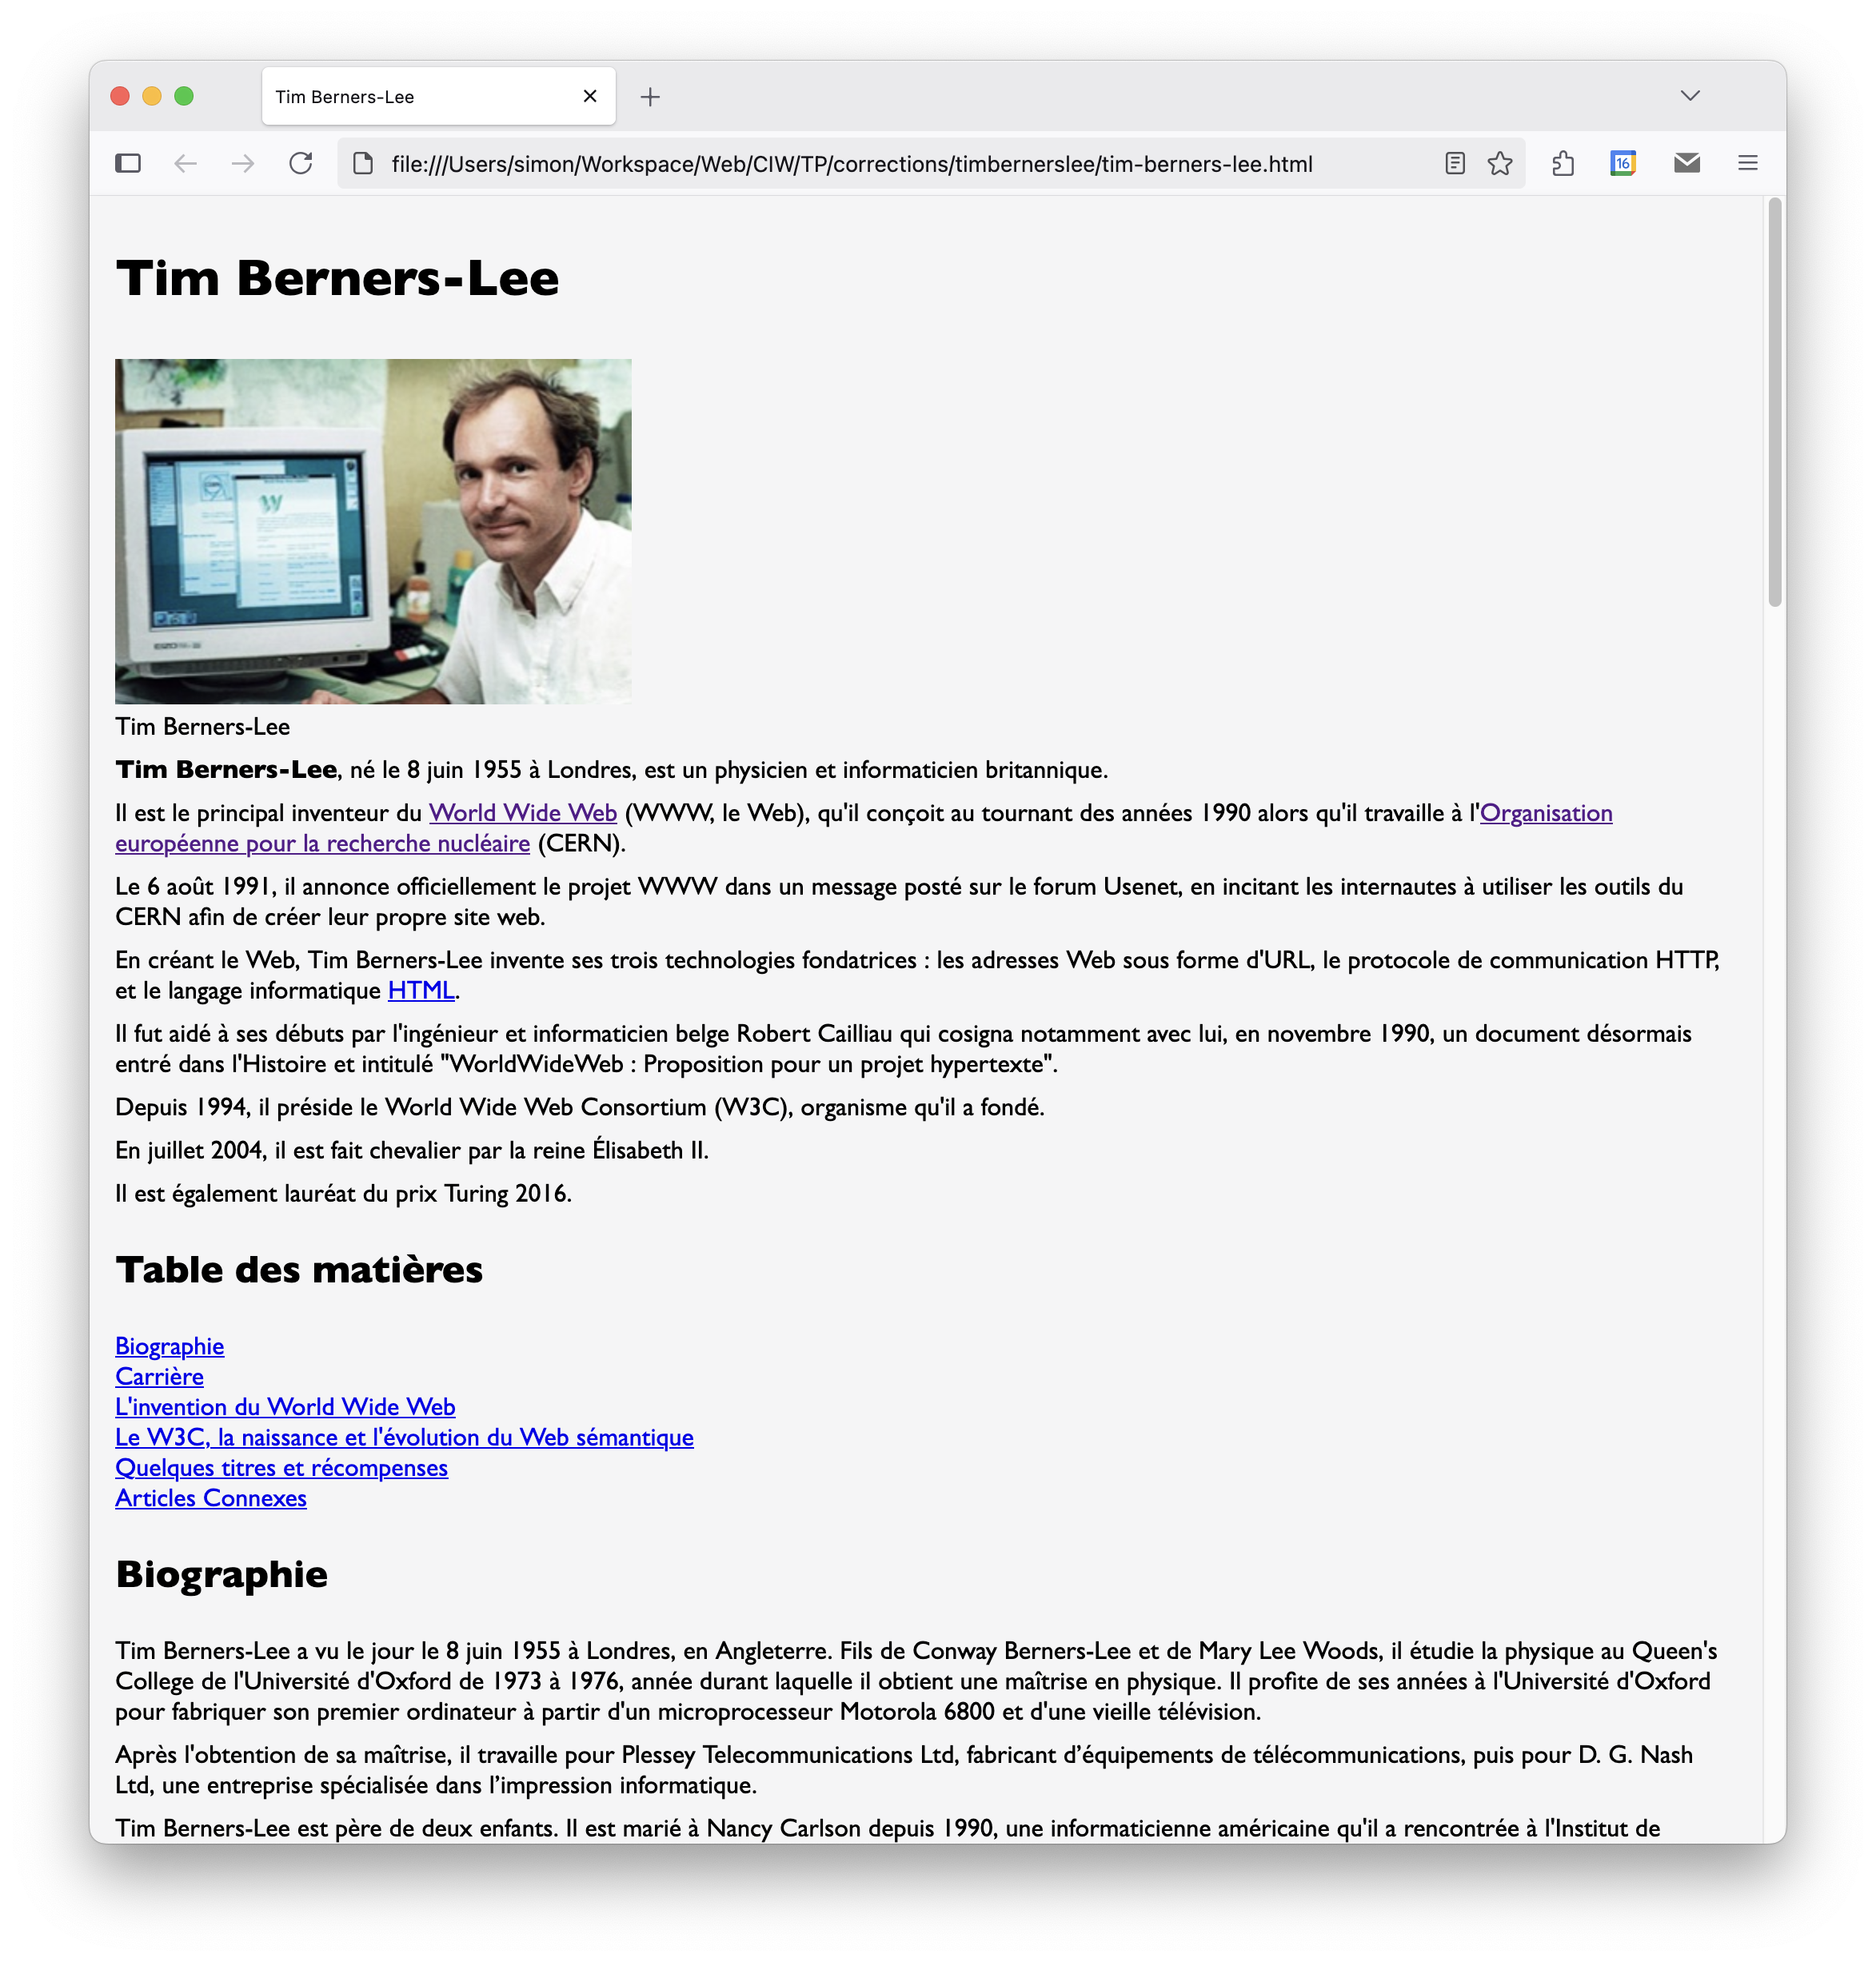 Tim Berners-Lee
file:///Users/simon/Workspace/Web/CIW/TP/corrections/timbernerslee/tim-berners-lee.html
16
Tim Berners-Lee
W
Tim Berners-Lee
Tim Berners-Lee, né le 8 juin 1955 à Londres, est un physicien et informaticien britannique.
Il est le principal inventeur du World Wide Web (WWW, le Web), qu'il conçoit au tournant des années 1990 alors qu'il travaille à l'Organisation
européenne pour la recherche nucléaire (CERN).
Le 6 août 1991, il annonce officiellement le projet WWW dans un message posté sur le forum Usenet, en incitant les internautes à utiliser les outils du
CERN afin de créer leur propre site web.
En créant le Web, Tim Berners-Lee invente ses trois technologies fondatrices : les adresses Web sous forme d'URL, le protocole de communication HTTP,
et le langage informatique HTML.
Il fut aidé à ses débuts par l'ingénieur et informaticien belge Robert Cailliau qui cosigna notamment avec lui, en novembre 1990, un document désormais
entré dans l'Histoire et intitulé "WorldWideWeb : Proposition pour un projet hypertexte".
Depuis 1994, il préside le World Wide Web Consortium (W3C), organisme qu'il a fondé.
En juillet 2004, il est fait chevalier par la reine Élisabeth II.
Il est également lauréat du prix Turing 2016.
Table des matières
Biographie
Carrière
L'invention du World Wide Web
Le W3C, la naissance et l'évolution du Web sémantique
Quelques titres et récompenses
Articles Connexes
Biographie
Tim Berners-Lee a vu le jour le 8 juin 1955 à Londres, en Angleterre. Fils de Conway Berners-Lee et de Mary Lee Woods, il étudie la physique au Queen's
College de l'Université d'Oxford de 1973 à 1976, année durant laquelle il obtient une maîtrise en physique. Il profite de ses années à l'Université d'Oxford
pour fabriquer son premier ordinateur à partir d'un microprocesseur Motorola 6800 et d'une vieille télévision.
Après l'obtention de sa maîtrise, il travaille pour Plessey Telecommunications Ltd, fabricant d’équipements de télécommunications, puis pour D. G. Nash
Ltd, une entreprise spécialisée dans l’impression informatique.
Tim Berners-Lee est père de deux enfants. Il est marié à Nancy Carlson depuis 1990, une informaticienne américaine qu'il a rencontrée à l'Institut de